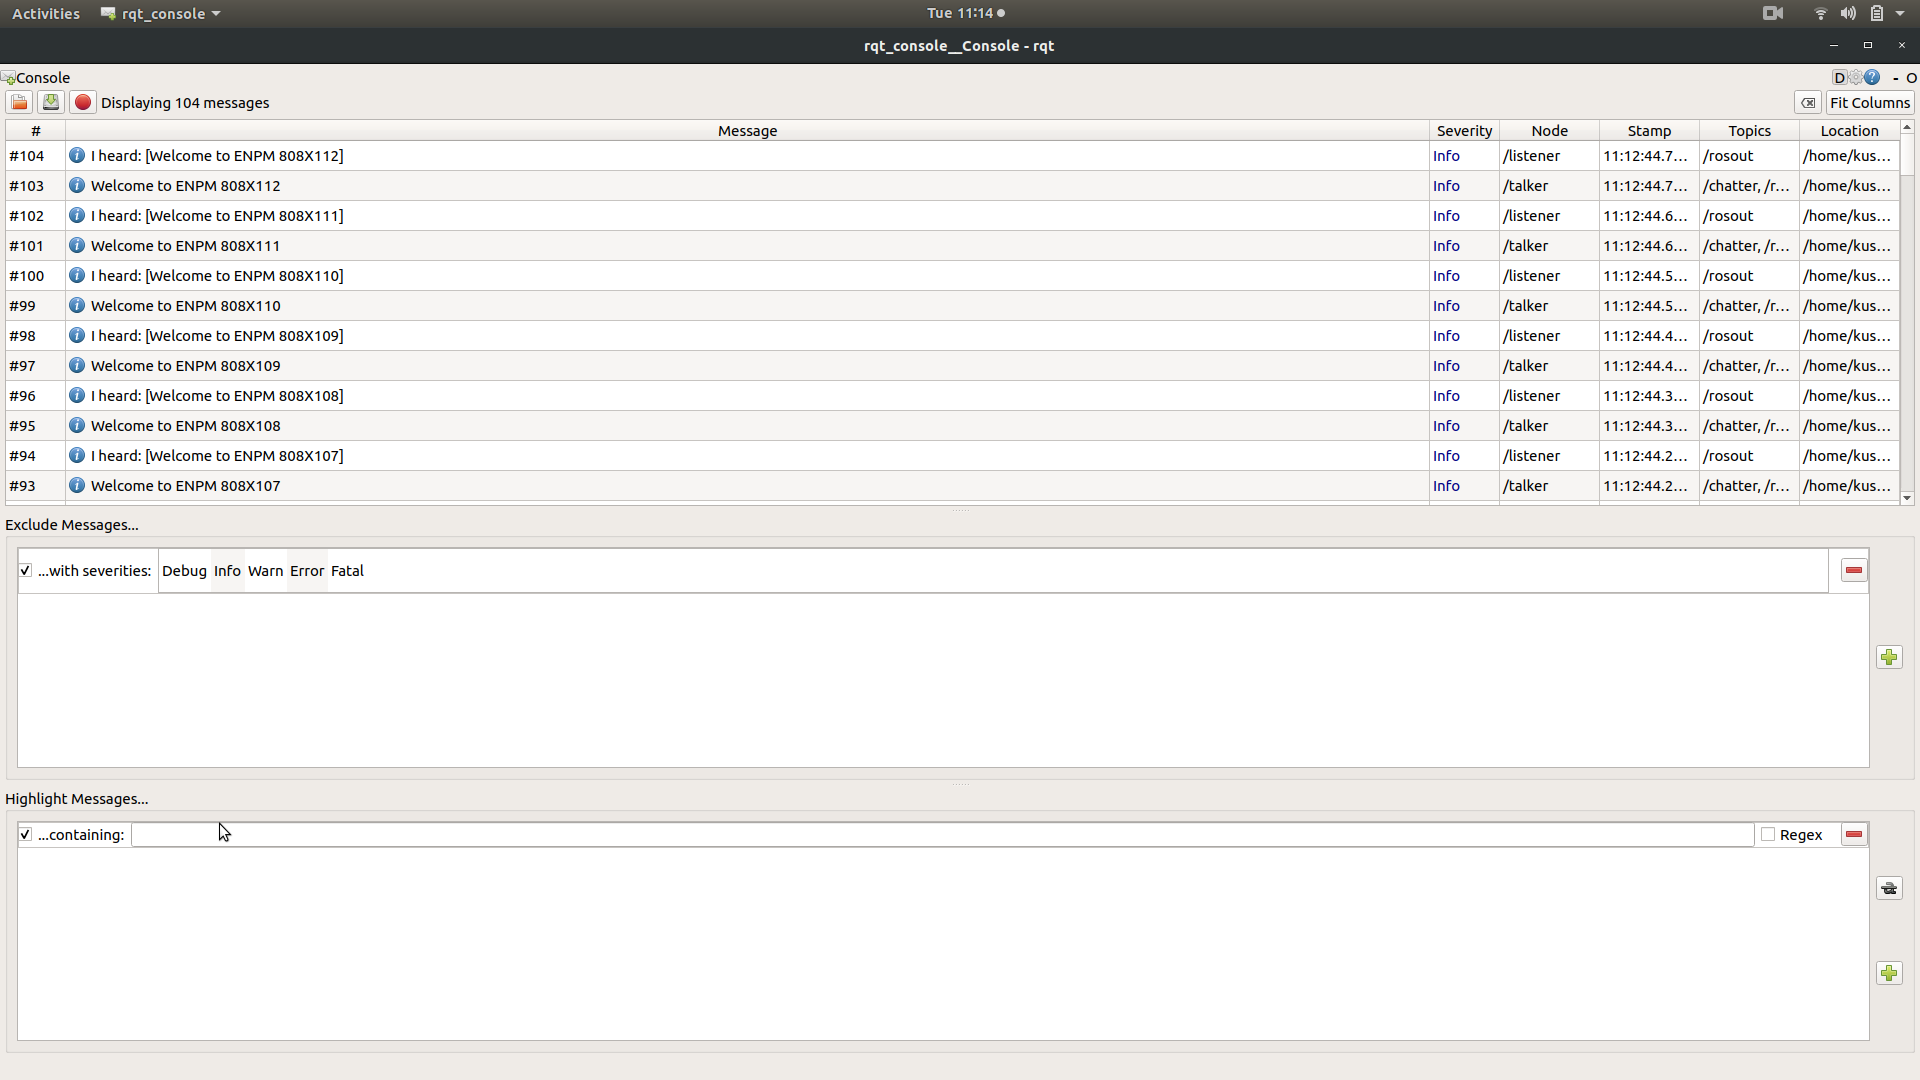 Activities rqt_console Tue 11:14
rqt_console__Console - rqt
Console D ? - O
Displaying 104 messages Fit Columns
# Message Severity Node Stamp Topics Location
#104 I heard: [Welcome to ENPM 808X112] Info /listener 11:12:44.7... /rosout /home/kus...
#103 Welcome to ENPM 808X112 Info /talker 11:12:44.7... /chatter, /r... /home/kus...
#102 I heard: [Welcome to ENPM 808X111] Info /listener 11:12:44.6... /rosout /home/kus...
#101 Welcome to ENPM 808X111 Info /talker 11:12:44.6... /chatter, /r... /home/kus...
#100 I heard: [Welcome to ENPM 808X110] Info /listener 11:12:44.5... /rosout /home/kus...
#99 Welcome to ENPM 808X110 Info /talker 11:12:44.5... /chatter, /r... /home/kus...
#98 I heard: [Welcome to ENPM 808X109] Info /listener 11:12:44.4... /rosout /home/kus...
#97 Welcome to ENPM 808X109 Info /talker 11:12:44.4... /chatter, /r... /home/kus...
#96 I heard: [Welcome to ENPM 808X108] Info /listener 11:12:44.3... /rosout /home/kus...
#95 Welcome to ENPM 808X108 Info /talker 11:12:44.3... /chatter, /r... /home/kus...
#94 I heard: [Welcome to ENPM 808X107] Info /listener 11:12:44.2... /rosout /home/kus...
#93 Welcome to ENPM 808X107 Info /talker 11:12:44.2... /chatter, /r... /home/kus...
Exclude Messages...
...with severities: Debug Info Warn Error Fatal
Highlight Messages...
...containing: Regex